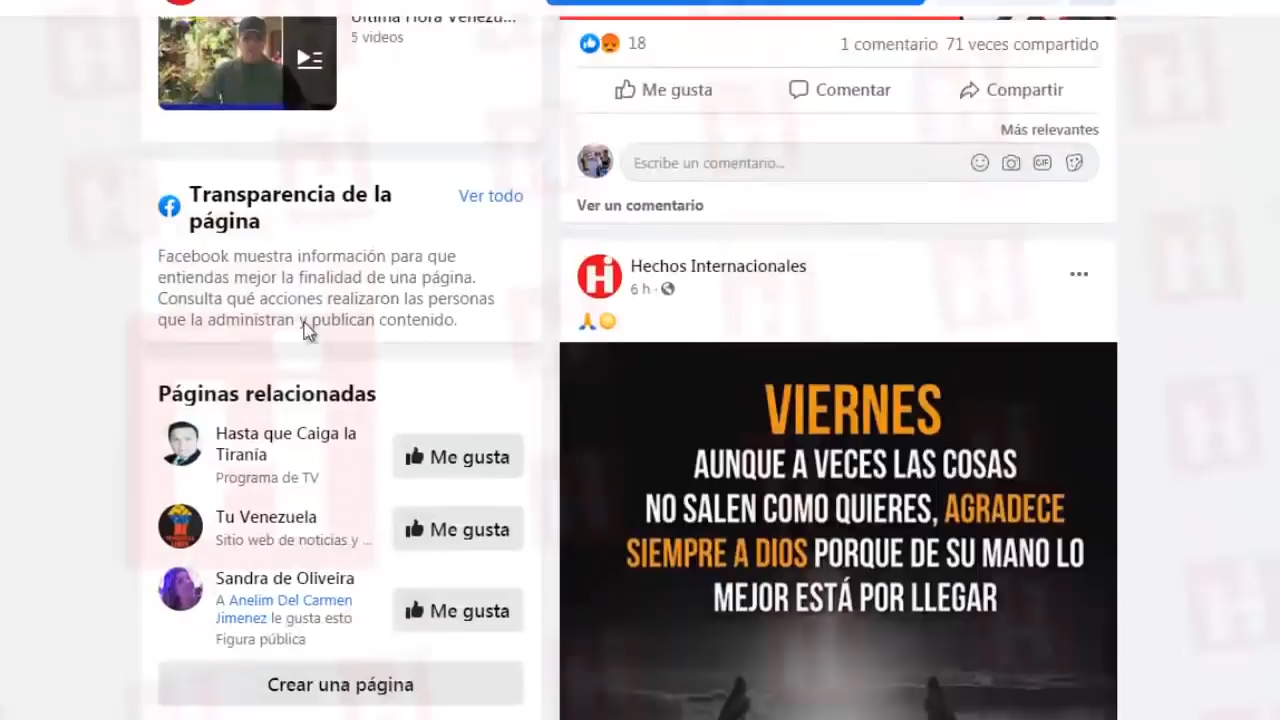 Última Hora Venezu...
5 videos
Transparencia de la
página
Ver todo
Facebook muestra información para que
entiendas mejor la finalidad de una página.
Consulta qué acciones realizaron las personas
que la administran y publican contenido.
Páginas relacionadas
Hasta que Caiga la
Tiranía
Programa de TV
Me gusta
Tu Venezuela
Sitio web de noticias y ...
Me gusta
Sandra de Oliveira
A Anelim Del Carmen
Jimenez le gusta esto
Figura pública
Me gusta
Crear una página
18
1 comentario 71 veces compartido
Me gusta
Comentar
Compartir
Más relevantes
Escribe un comentario...
GIF
Ver un comentario
Hi
Hechos Internacionales
6 h ·
VIERNES
AUNQUE A VECES LAS COSAS
NO SALEN COMO QUIERES, AGRADECE
SIEMPRE A DIOS PORQUE DE SU MANO LO
MEJOR ESTÁ POR LLEGAR